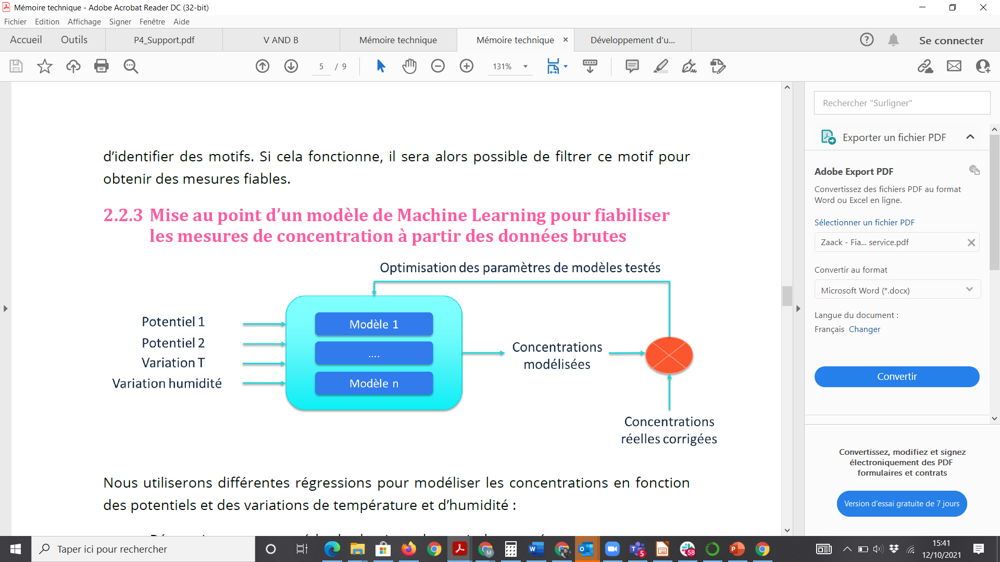 Mémoire technique - Adobe Acrobat Reader DC (32-bit)
Fichier Edition Affichage Signer Fenêtre Aide
Accueil Outils P4_Support.pdf V AND B Mémoire technique Mémoire technique × Développement d'u... Se connecter
5 / 9 131%
d'identifier des motifs. Si cela fonctionne, il sera alors possible de filtrer ce motif pour
obtenir des mesures fiables.
2.2.3 Mise au point d'un modèle de Machine Learning pour fiabiliser
les mesures de concentration à partir des données brutes
Optimisation des paramètres de modèles testés
Potentiel 1
Potentiel 2
Variation T
Variation humidité
Modèle 1
....
Modèle n
Concentrations
modélisées
Concentrations
réelles corrigées
Nous utiliserons différentes régressions pour modéliser les concentrations en fonction
des potentiels et des variations de température et d'humidité :
Rechercher "Surligner"
Exporter un fichier PDF
Adobe Export PDF
Convertissez des fichiers PDF au format
Word ou Excel en ligne.
Sélectionner un fichier PDF
Zaack - Fia... service.pdf
Convertir au format
Microsoft Word (*.docx)
Langue du document :
Français Changer
Convertir
Convertissez, modifiez et signez
électroniquement des PDF
formulaires et contrats
Version d'essai gratuite de 7 jours
Taper ici pour rechercher
5
58
15:41
12/10/2021